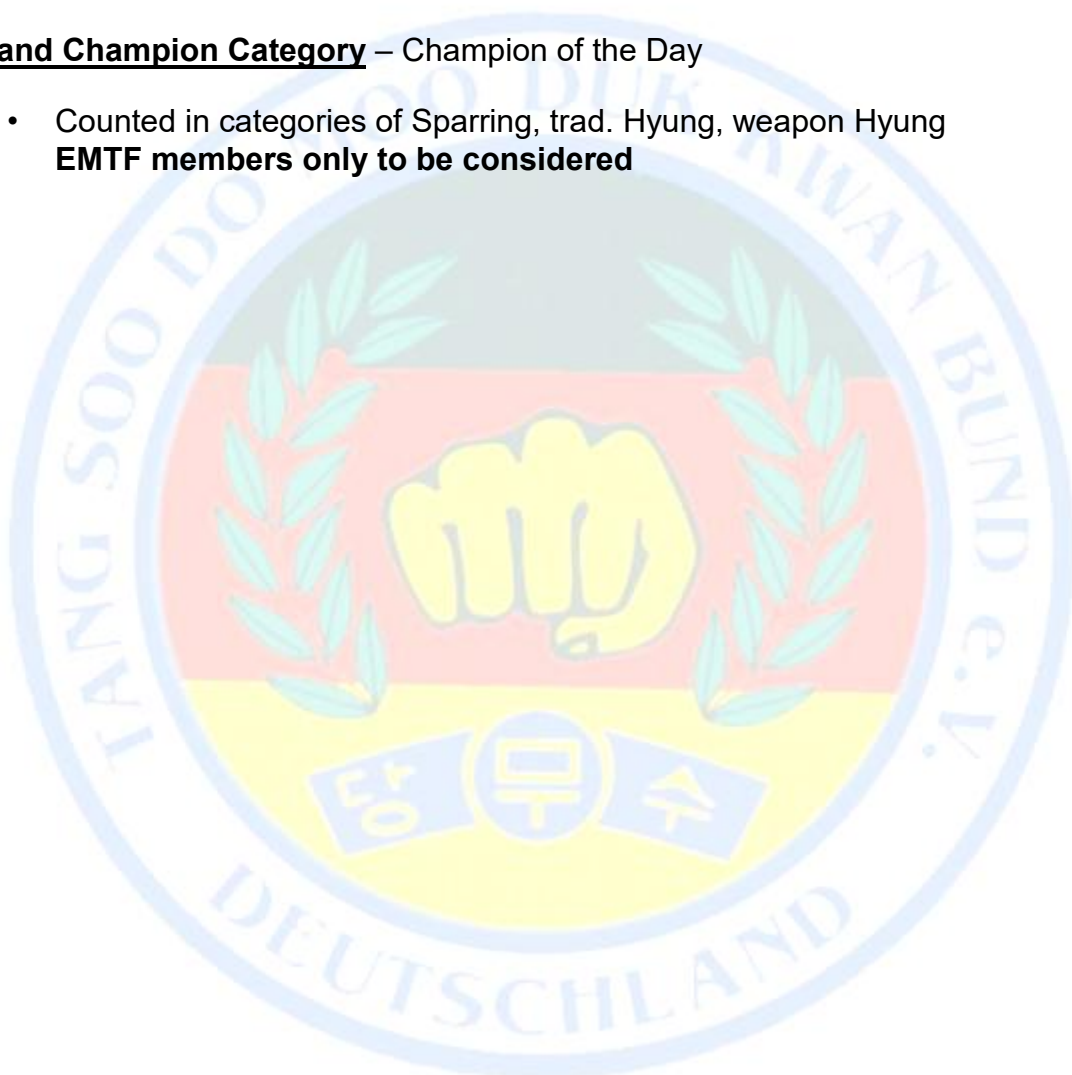 and Champion Category – Champion of the Day
• Counted in categories of Sparring, trad. Hyung, weapon Hyung
EMTF members only to be considered
TANG SOO DO MOO DUK KWAN BUND e.V.
당 무 수
DEUTSCHLAND